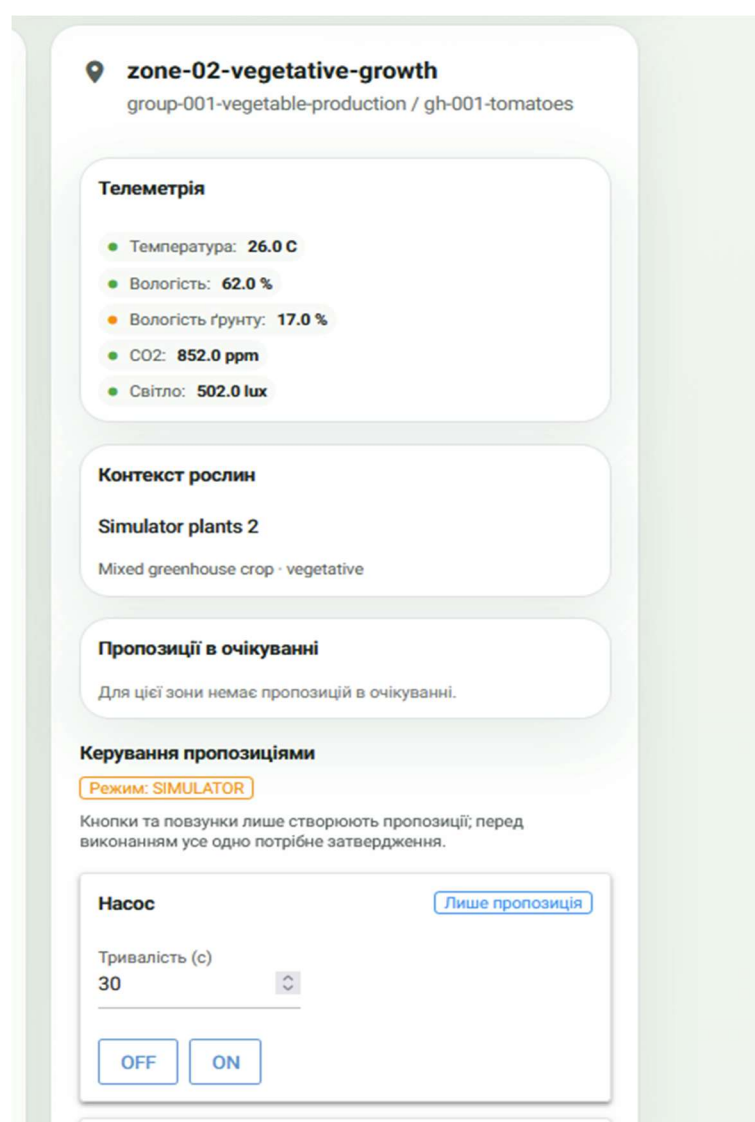 zone-02-vegetative-growth
group-001-vegetable-production / gh-001-tomatoes
Телеметрія
Температура: 26.0 C
Вологість: 62.0 %
Вологість ґрунту: 17.0 %
CO2: 852.0 ppm
Світло: 502.0 lux
Контекст рослин
Simulator plants 2
Mixed greenhouse crop · vegetative
Пропозиції в очікуванні
Для цієї зони немає пропозицій в очікуванні.
Керування пропозиціями
Режим: SIMULATOR
Кнопки та повзунки лише створюють пропозиції; перед
виконанням усе одно потрібне затвердження.
Насос
Лише пропозиція
Тривалість (с)
30
OFF
ON